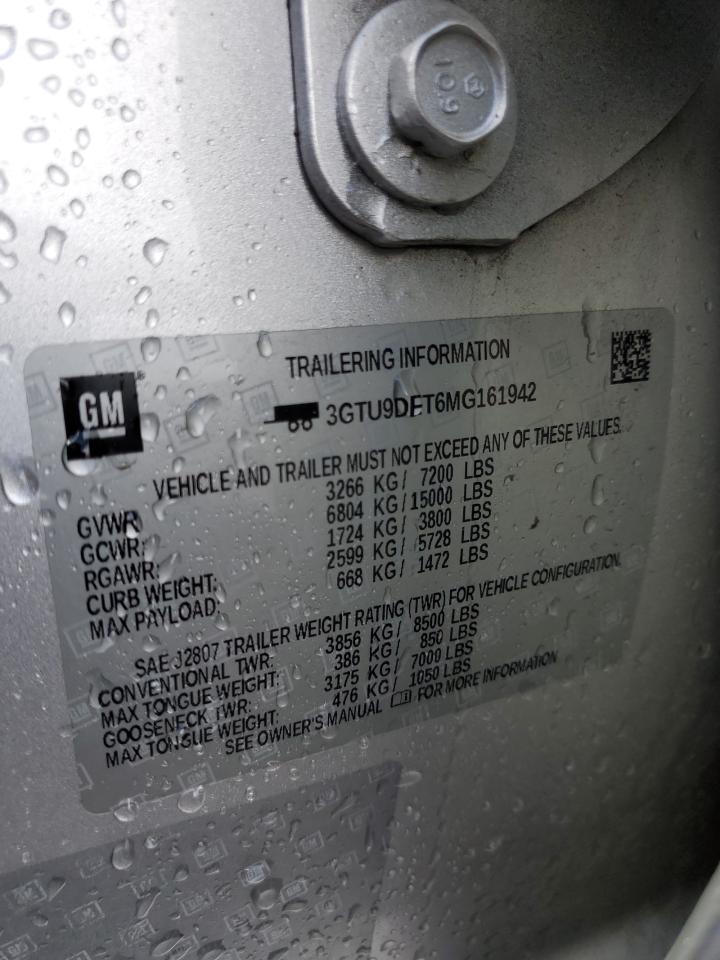 10.9
TRAILERING INFORMATION
GM
3GTU9DFT6MG161942
VEHICLE AND TRAILER MUST NOT EXCEED ANY OF THESE VALUES.
GVWR: 3266 KG/ 7200 LBS
GCWR: 6804 KG/15000 LBS
RGAWR: 1724 KG/ 3800 LBS
CURB WEIGHT: 2599 KG/ 5728 LBS
MAX PAYLOAD: 668 KG/ 1472 LBS
SAE J2807 TRAILER WEIGHT RATING (TWR) FOR VEHICLE CONFIGURATION.
CONVENTIONAL TWR: 3856 KG/ 8500 LBS
MAX TONGUE WEIGHT: 386 KG/ 850 LBS
GOOSENECK TWR: 3175 KG/ 7000 LBS
MAX TONGUE WEIGHT: 476 KG/ 1050 LBS
SEE OWNER'S MANUAL FOR MORE INFORMATION